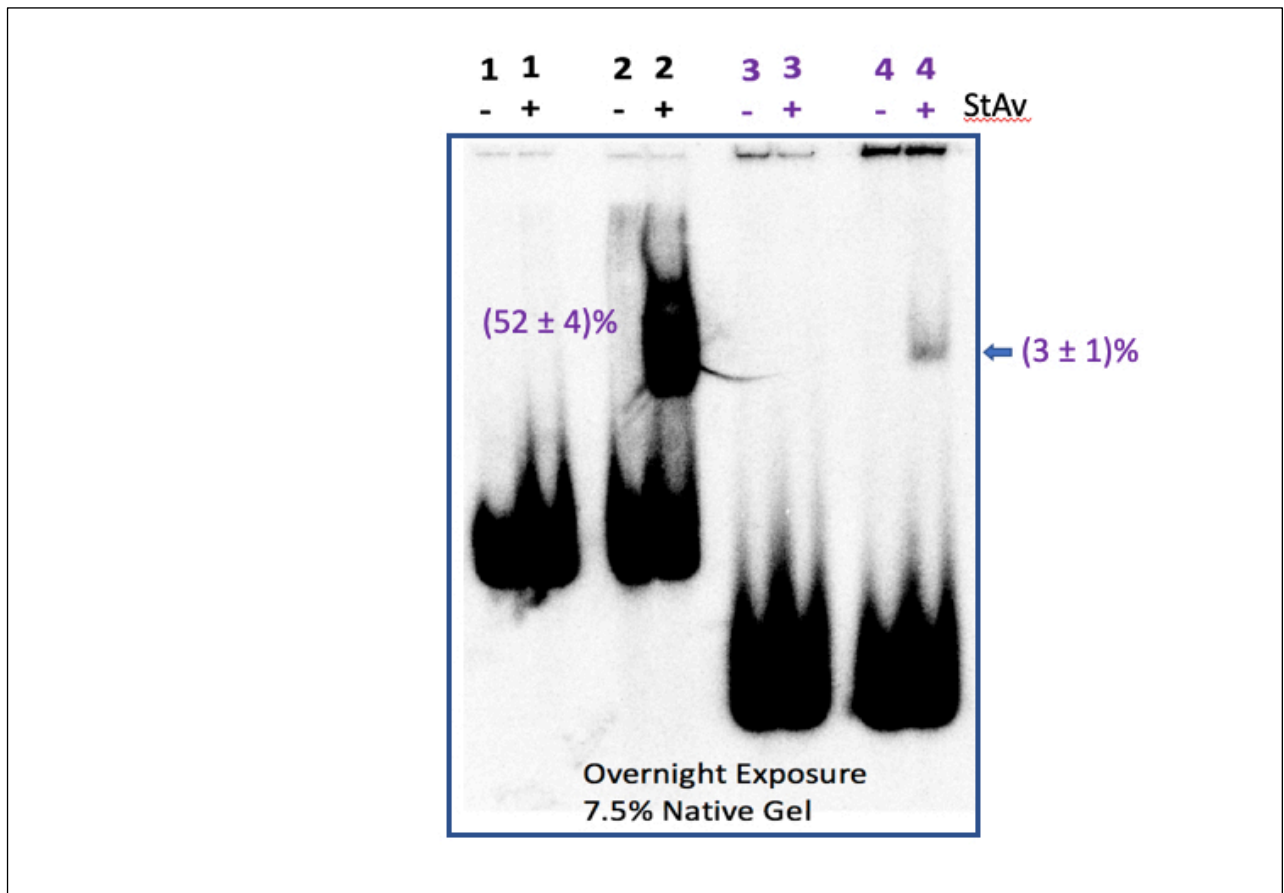 1 1 2 2 3 3 4 4
- + - + - + - + StAv
(52 ± 4)%
(3 ± 1)%
Overnight Exposure
7.5% Native Gel